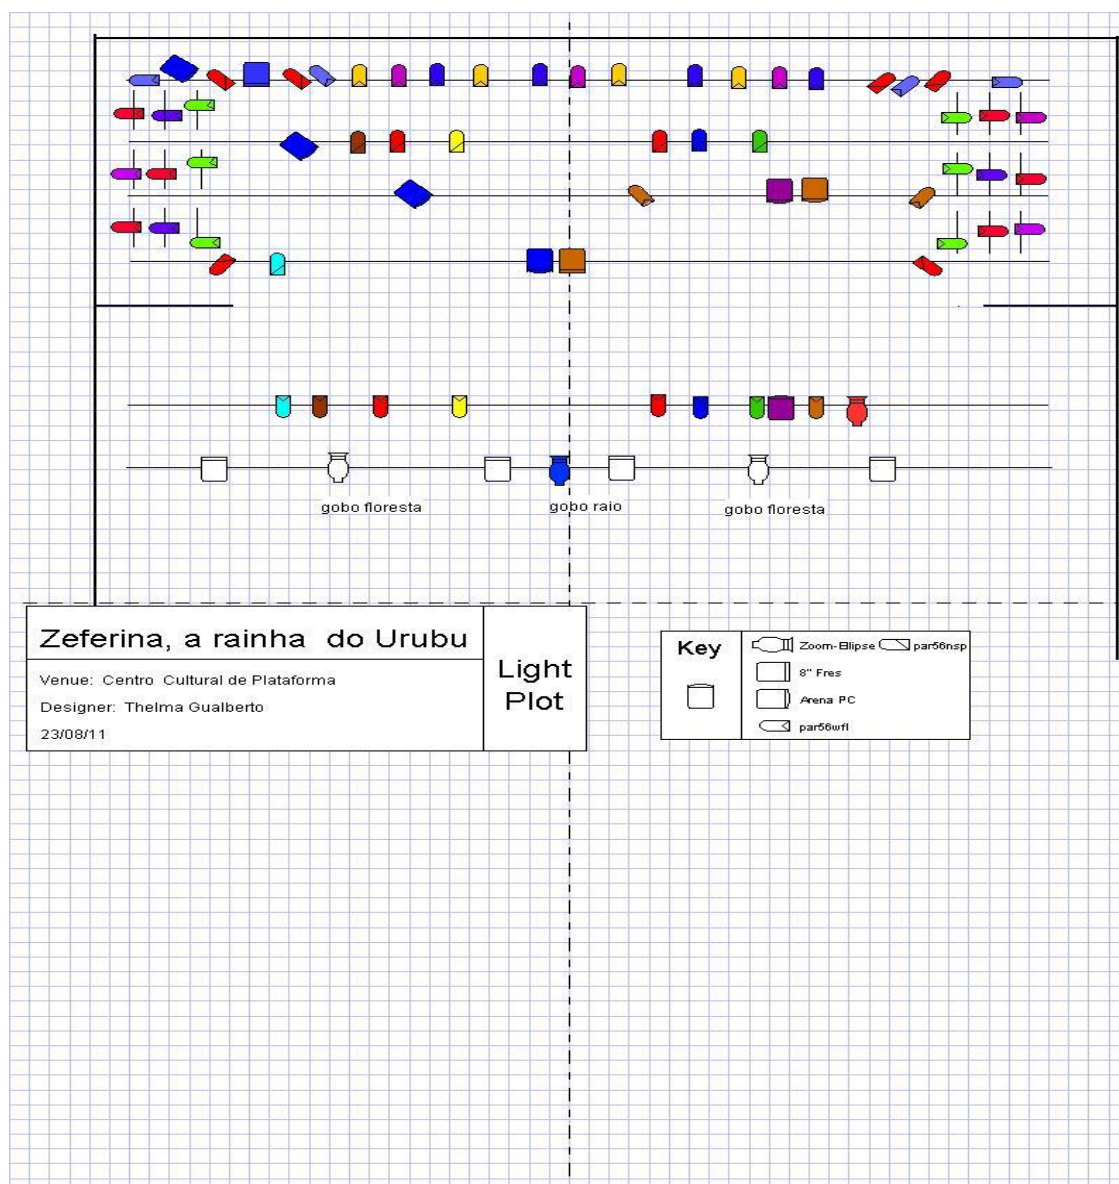 gobo floresta
gobo raio
gobo floresta
Zeferina, a rainha do Urubu
Venue: Centro Cultural de Plataforma
Designer: Thelma Gualberto
23/08/11
Light
Plot
Key
Zoom-Elipse
par56nsp
8" Fres
Arena PC
par56wfl